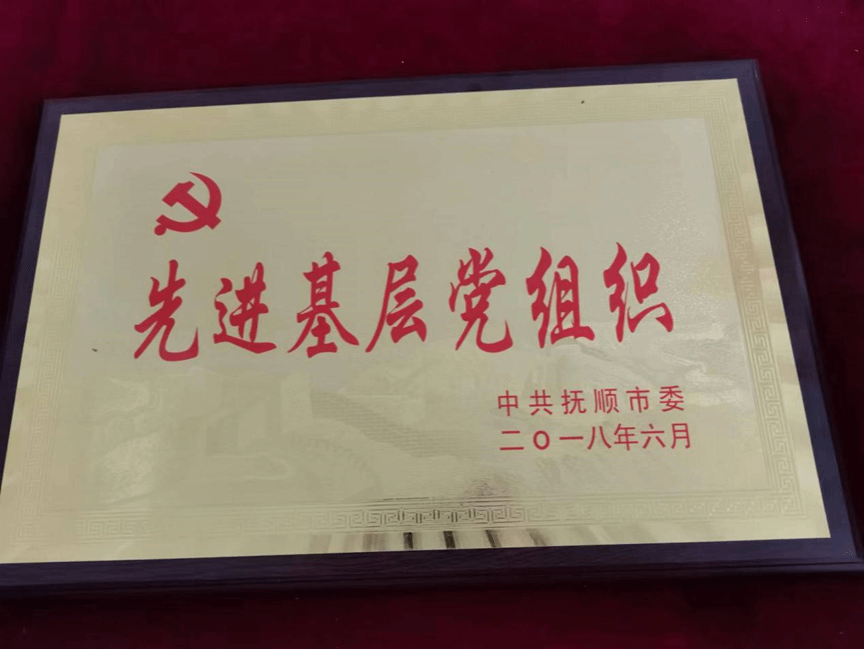 先进基层党组织
中共抚顺市委
二〇一八年六月